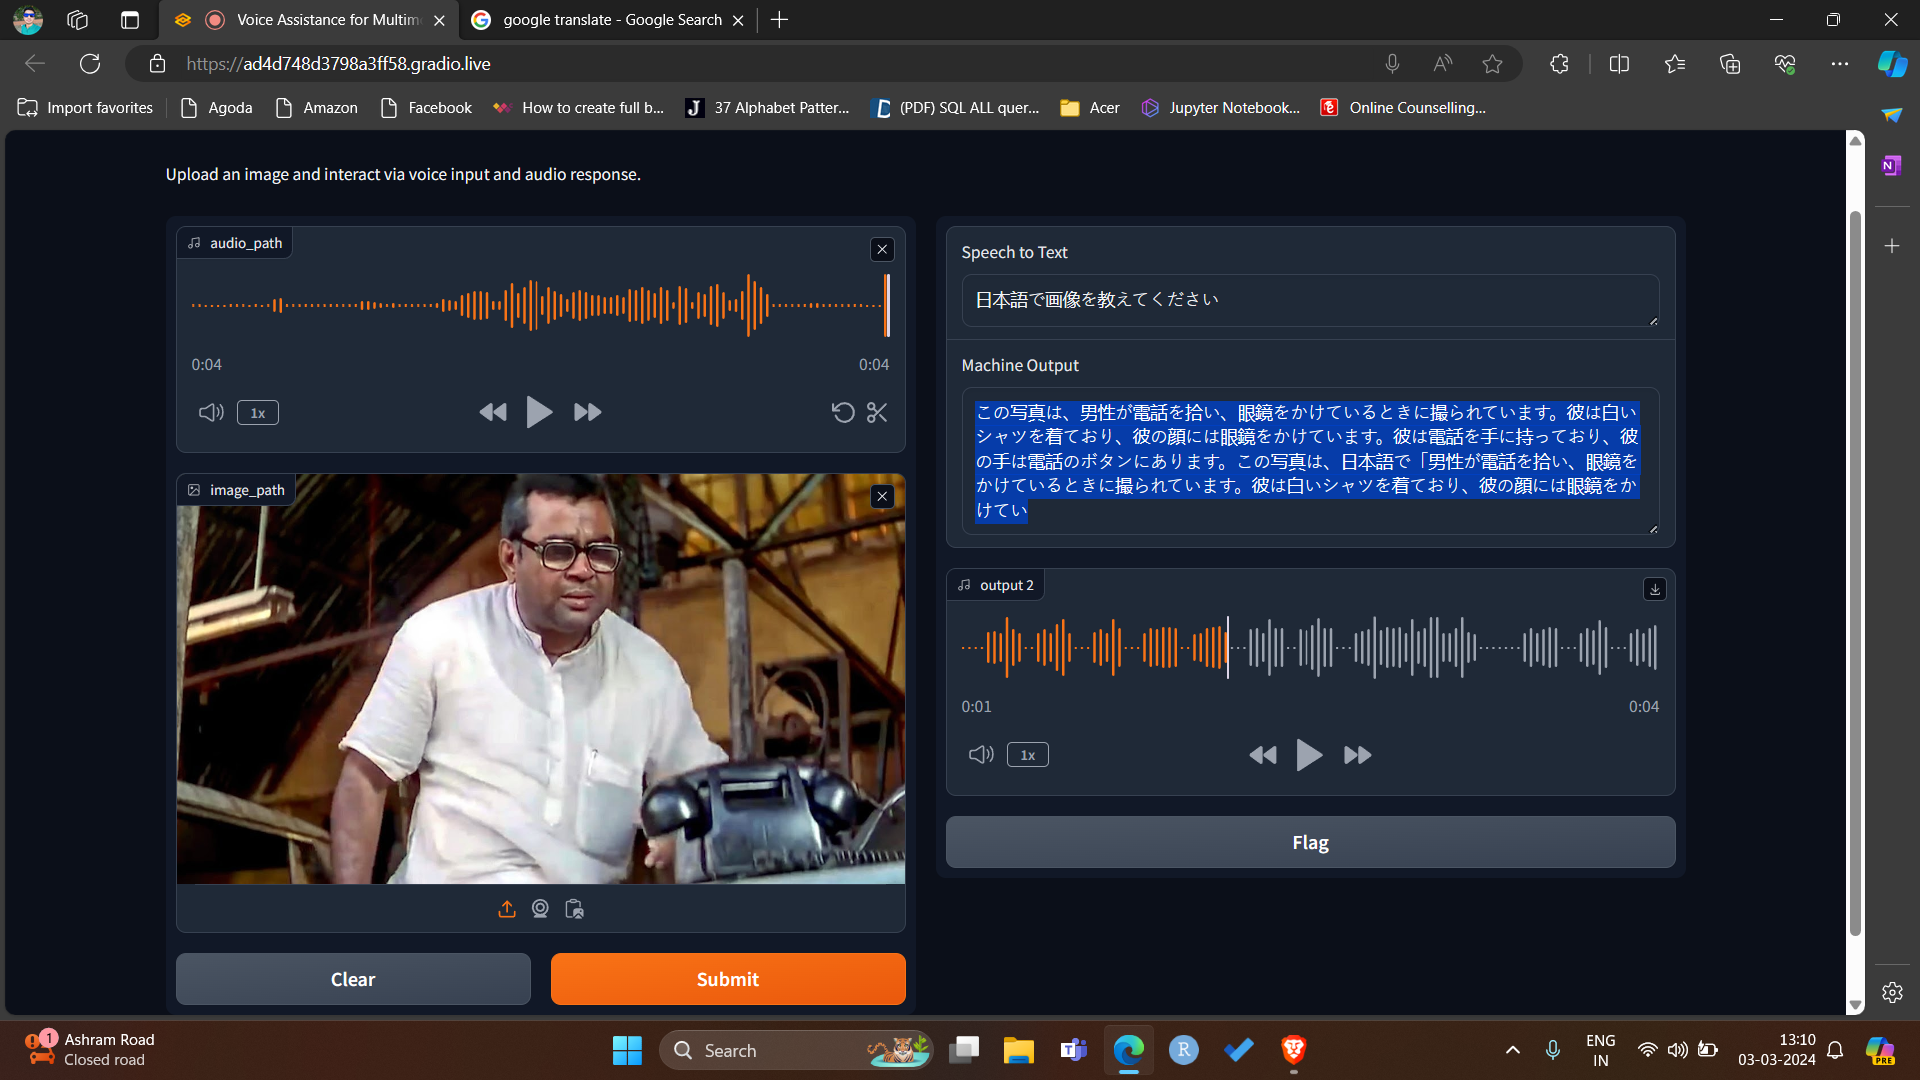 Voice Assistance for Multim
google translate - Google Search
https://ad4d748d3798a3ff58.gradio.live
Import favorites
Agoda
Amazon
Facebook
How to create full b...
37 Alphabet Patter...
(PDF) SQL ALL quer...
Acer
Jupyter Notebook...
Online Counselling...
Upload an image and interact via voice input and audio response.
audio_path
0:04
0:04
1x
image_path
Clear
Submit
Speech to Text
日本語で画像を教えてください
Machine Output
この写真は、男性が電話を拾い、眼鏡をかけているときに撮られています。彼は白い
シャツを着ており、彼の顔には眼鏡をかけています。彼は電話を手に持っており、彼
の手は電話のボタンにあります。この写真は、日本語で「男性が電話を拾い、眼鏡を
かけているときに撮られています。彼は白いシャツを着ており、彼の顔には眼鏡をか
けてい
output 2
0:01
0:04
1x
Flag
1
Ashram Road
Closed road
Search
ENG
IN
13:10
03-03-2024
PRE